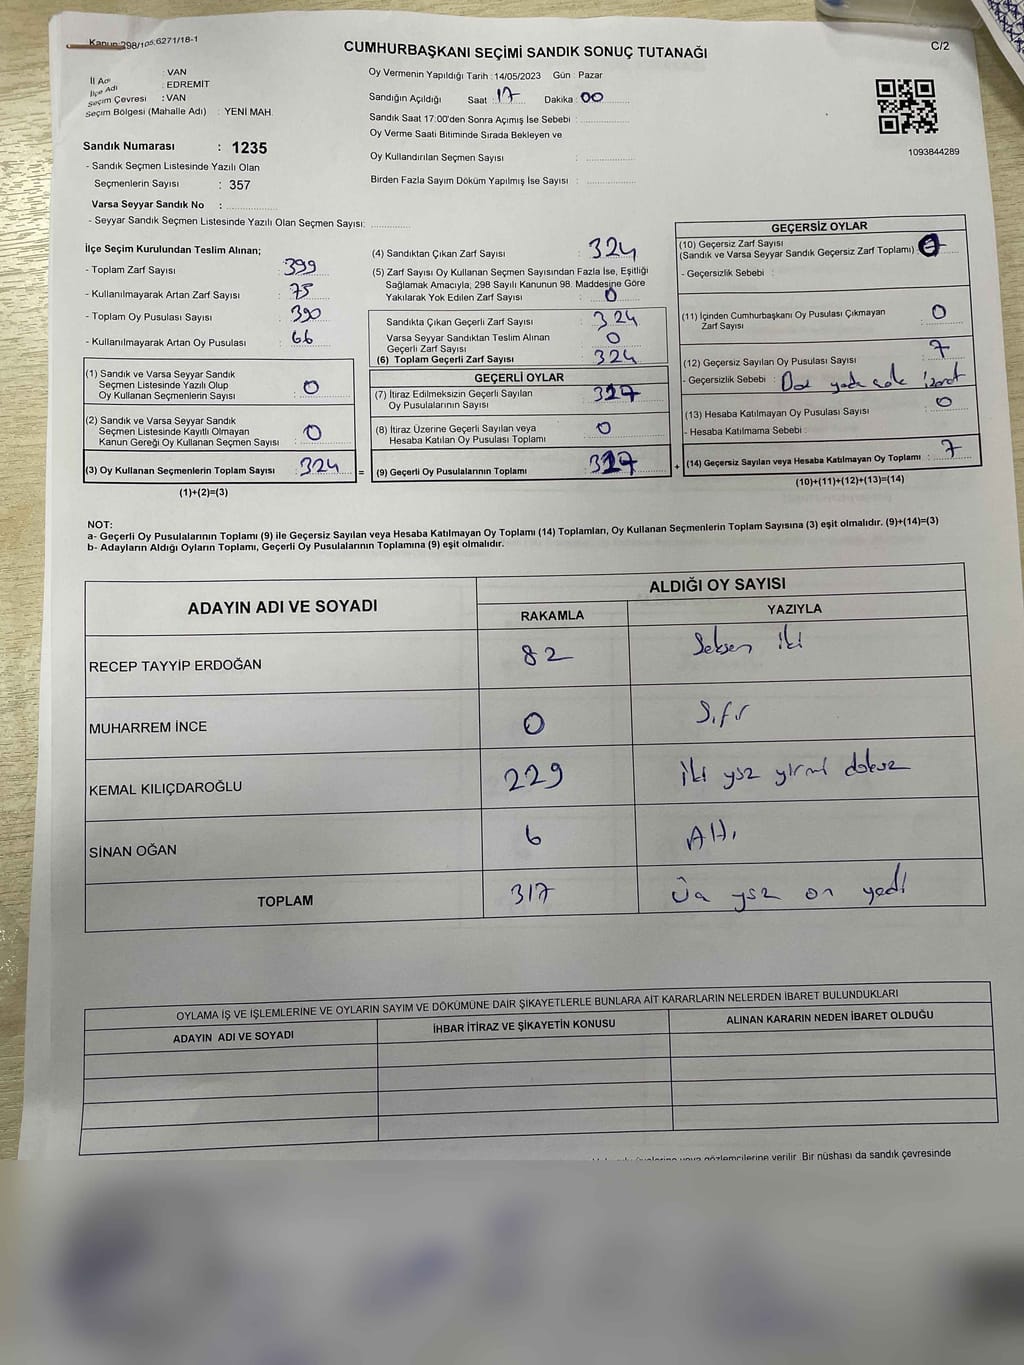 Kanun:298/105;6271/18-1
CUMHURBAŞKANI SEÇİMİ SANDIK SONUÇ TUTANAĞI
C/2
İl Adı : VAN
İlçe Adı : EDREMİT
Seçim Çevresi : VAN
Seçim Bölgesi (Mahalle Adı) : YENİ MAH.
Oy Vermenin Yapıldığı Tarih : 14/05/2023 Gün : Pazar
Sandığın Açıldığı Saat : 17 Dakika : 00
Sandık Saat 17:00'den Sonra Açımış İse Sebebi :
Oy Verme Saati Bitiminde Sırada Bekleyen ve
Oy Kullandırılan Seçmen Sayısı :
Birden Fazla Sayım Döküm Yapılmış İse Sayısı :
1093844289
Sandık Numarası : 1235
- Sandık Seçmen Listesinde Yazılı Olan
Seçmenlerin Sayısı : 357
Varsa Seyyar Sandık No :
- Seyyar Sandık Seçmen Listesinde Yazılı Olan Seçmen Sayısı:
İlçe Seçim Kurulundan Teslim Alınan;
- Toplam Zarf Sayısı : 399
- Kullanılmayarak Artan Zarf Sayısı : 75
- Toplam Oy Pusulası Sayısı : 390
- Kullanılmayarak Artan Oy Pusulası : 66
(1) Sandık ve Varsa Seyyar Sandık
Seçmen Listesinde Yazılı Olup
Oy Kullanan Seçmenlerin Sayısı : 0
(2) Sandık ve Varsa Seyyar Sandık
Seçmen Listesinde Kayıtlı Olmayan
Kanun Gereği Oy Kullanan Seçmen Sayısı : 0
(3) Oy Kullanan Seçmenlerin Toplam Sayısı : 324 =
(1)+(2)=(3)
(4) Sandıktan Çıkan Zarf Sayısı : 324
(5) Zarf Sayısı Oy Kullanan Seçmen Sayısından Fazla İse, Eşitliği
Sağlamak Amacıyla; 298 Sayılı Kanunun 98. Maddesine Göre
Yakılarak Yok Edilen Zarf Sayısı : 0
Sandıkta Çıkan Geçerli Zarf Sayısı : 324
Varsa Seyyar Sandıktan Teslim Alınan
Geçerli Zarf Sayısı : 0
(6) Toplam Geçerli Zarf Sayısı : 324
GEÇERLİ OYLAR
(7) İtiraz Edilmeksizin Geçerli Sayılan
Oy Pusulalarının Sayısı : 317
(8) İtiraz Üzerine Geçerli Sayılan veya
Hesaba Katılan Oy Pusulası Toplamı : 0
(9) Geçerli Oy Pusulalarının Toplamı : 317 +
GEÇERSİZ OYLAR
(10) Geçersiz Zarf Sayısı
(Sandık ve Varsa Seyyar Sandık Geçersiz Zarf Toplamı) : 0
- Geçersizlik Sebebi :
(11) İçinden Cumhurbaşkanı Oy Pusulası Çıkmayan
Zarf Sayısı : 0
(12) Geçersiz Sayılan Oy Pusulası Sayısı : 7
- Geçersizlik Sebebi :
(13) Hesaba Katılmayan Oy Pusulası Sayısı : 0
- Hesaba Katılmama Sebebi :
(14) Geçersiz Sayılan veya Hesaba Katılmayan Oy Toplamı : 7
(10)+(11)+(12)+(13)=(14)
NOT:
a- Geçerli Oy Pusulalarının Toplamı (9) ile Geçersiz Sayılan veya Hesaba Katılmayan Oy Toplamı (14) Toplamları, Oy Kullanan Seçmenlerin Toplam Sayısına (3) eşit olmalıdır. (9)+(14)=(3)
b- Adayların Aldığı Oyların Toplamı, Geçerli Oy Pusulalarının Toplamına (9) eşit olmalıdır.
ADAYIN ADI VE SOYADI
ALDIĞI OY SAYISI
RAKAMLA YAZIYLA
RECEP TAYYİP ERDOĞAN 82 Seksen iki
MUHARREM İNCE 0 Sıfır
KEMAL KILIÇDAROĞLU 229 iki yüz yirmi dokuz
SİNAN OĞAN 6 Altı
TOPLAM 317 Üç yüz on yedi
OYLAMA İŞ VE İŞLEMLERİNE VE OYLARIN SAYIM VE DÖKÜMÜNE DAİR ŞİKAYETLERLE BUNLARA AİT KARARLARIN NELERDEN İBARET BULUNDUKLARI
ADAYIN ADI VE SOYADI İHBAR İTİRAZ VE ŞİKAYETİN KONUSU ALINAN KARARIN NEDEN İBARET OLDUĞU
gözlemcilerine verilir. Bir nüshası da sandık çevresinde